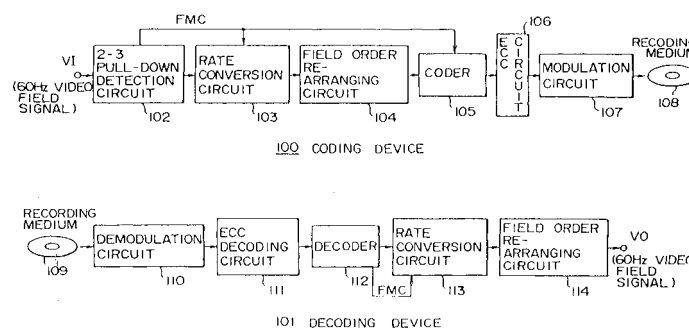 FMC
106
VI
(60Hz VIDEO
FIELD
SIGNAL)
2-3
PULL-DOWN
DETECTION
CIRCUIT
102
RATE
CONVERSION
CIRCUIT
103
FIELD ORDER
RE-
ARRANGING
CIRCUIT
104
CODER
105
ECC
CIRCUIT
MODULATION
CIRCUIT
107
RECODING
MEDIUM
108
100 CODING DEVICE
RECORDING
MEDIUM
109
DEMODULATION
CIRCUIT
110
ECC
DECODING
CIRCUIT
111
DECODER
112
FMC
RATE
CONVERSION
CIRCUIT
113
FIELD ORDER
RE-
ARRANGING
CIRCUIT
114
VO
(60Hz VIDEO
FIELD
SIGNAL)
101 DECODING DEVICE